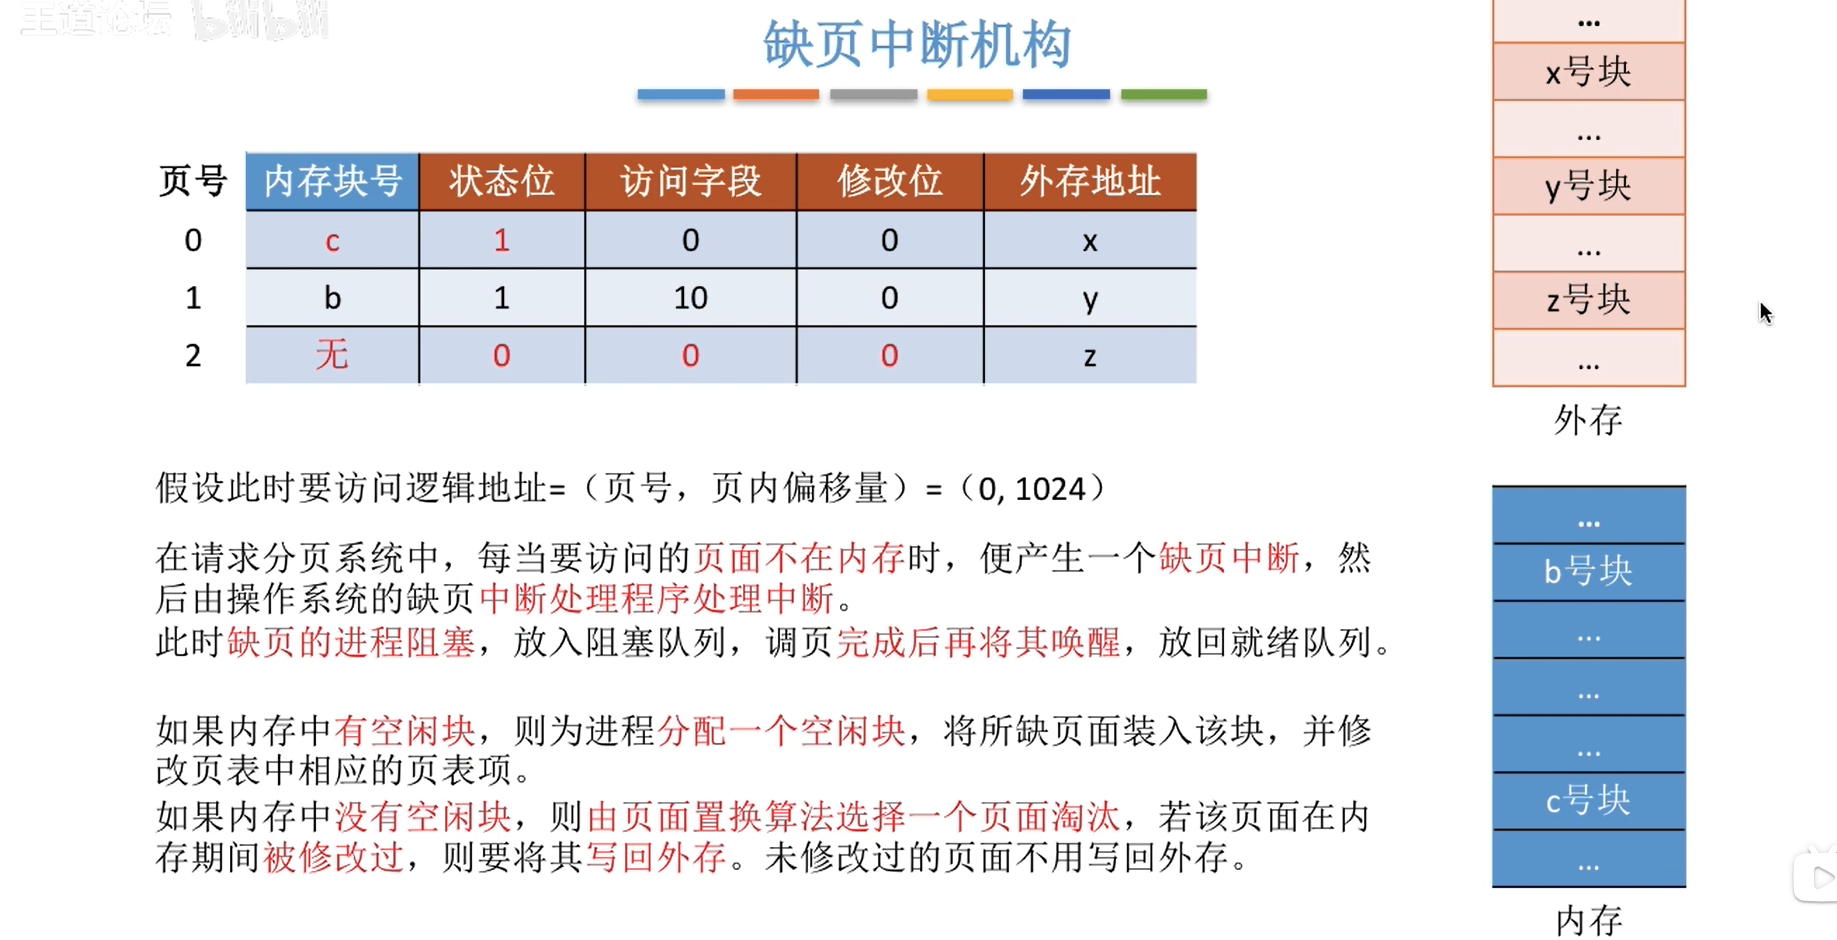 王道论坛 bilibili
缺页中断机构
页号 内存块号 状态位 访问字段 修改位 外存地址
0 c 1 0 0 x
1 b 1 10 0 y
2 无 0 0 0 z
...
x号块
...
y号块
...
z号块
...
外存
假设此时要访问逻辑地址=（页号，页内偏移量）=（0, 1024）
在请求分页系统中，每当要访问的页面不在内存时，便产生一个缺页中断，然
后由操作系统的缺页中断处理程序处理中断。
此时缺页的进程阻塞，放入阻塞队列，调页完成后再将其唤醒，放回就绪队列。
如果内存中有空闲块，则为进程分配一个空闲块，将所缺页面装入该块，并修
改页表中相应的页表项。
如果内存中没有空闲块，则由页面置换算法选择一个页面淘汰，若该页面在内
存期间被修改过，则要将其写回外存。未修改过的页面不用写回外存。
...
b号块
...
...
...
c号块
...
内存